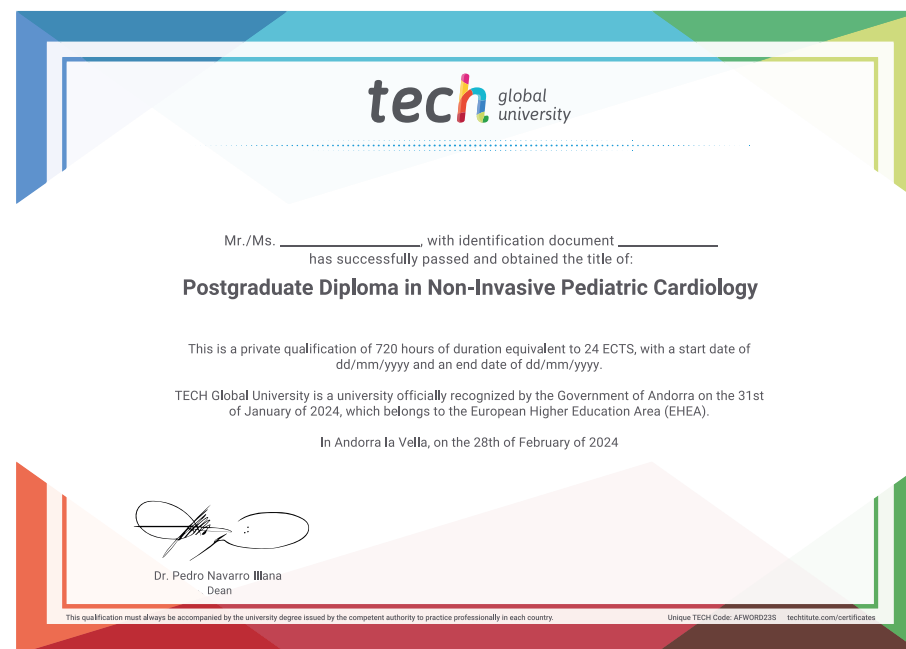 tech global university
Mr./Ms. ____________________, with identification document ______________
has successfully passed and obtained the title of:
Postgraduate Diploma in Non-Invasive Pediatric Cardiology
This is a private qualification of 720 hours of duration equivalent to 24 ECTS, with a start date of
dd/mm/yyyy and an end date of dd/mm/yyyy.
TECH Global University is a university officially recognized by the Government of Andorra on the 31st
of January of 2024, which belongs to the European Higher Education Area (EHEA).
In Andorra la Vella, on the 28th of February of 2024
Dr. Pedro Navarro Illana
Dean
This qualification must always be accompanied by the university degree issued by the competent authority to practice professionally in each country.
Unique TECH Code: AFWORD23S techtitute.com/certificates